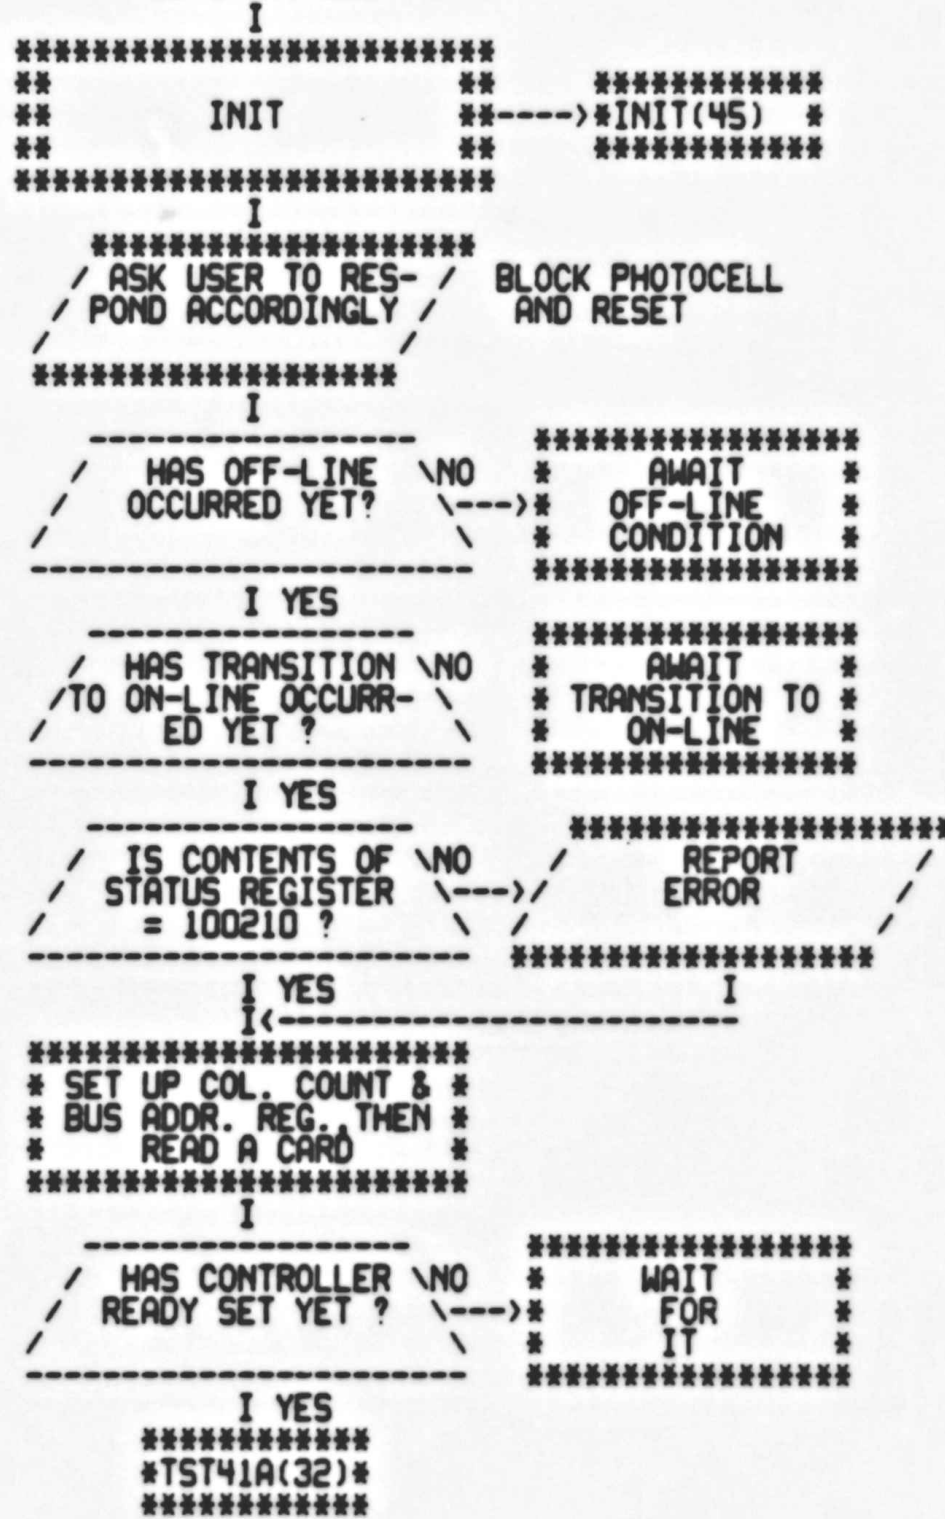 I
*************************
## ##
## INIT ##---->*INIT(45) *
## ##
*************************
I
********************
/ ASK USER TO RES- / BLOCK PHOTOCELL
/ POND ACCORDINGLY / AND RESET
/ /
*******************
I
-----------------
/ HAS OFF-LINE \NO * AWAIT *
/ OCCURRED YET? \--->* OFF-LINE *
/ \ * CONDITION *
-----------------------
I YES
-----------------
/ HAS TRANSITION \NO * AWAIT *
/TO ON-LINE OCCURR- \ * TRANSITION TO *
/ ED YET ? \ * ON-LINE *
-----------------------
I YES
-----------------
/ IS CONTENTS OF \NO / REPORT /
/ STATUS REGISTER \--->/ ERROR /
/ = 100210 ? \ / /
-----------------------
I YES I
I<------------------------
***********************
* SET UP COL. COUNT & *
* BUS ADDR. REG.,THEN *
* READ A CARD *
***********************
I
-----------------
/ HAS CONTROLLER \NO * WAIT *
/ READY SET YET ? \--->* FOR *
/ \ * IT *
-----------------------
I YES
************
*TST41A(32)*
************